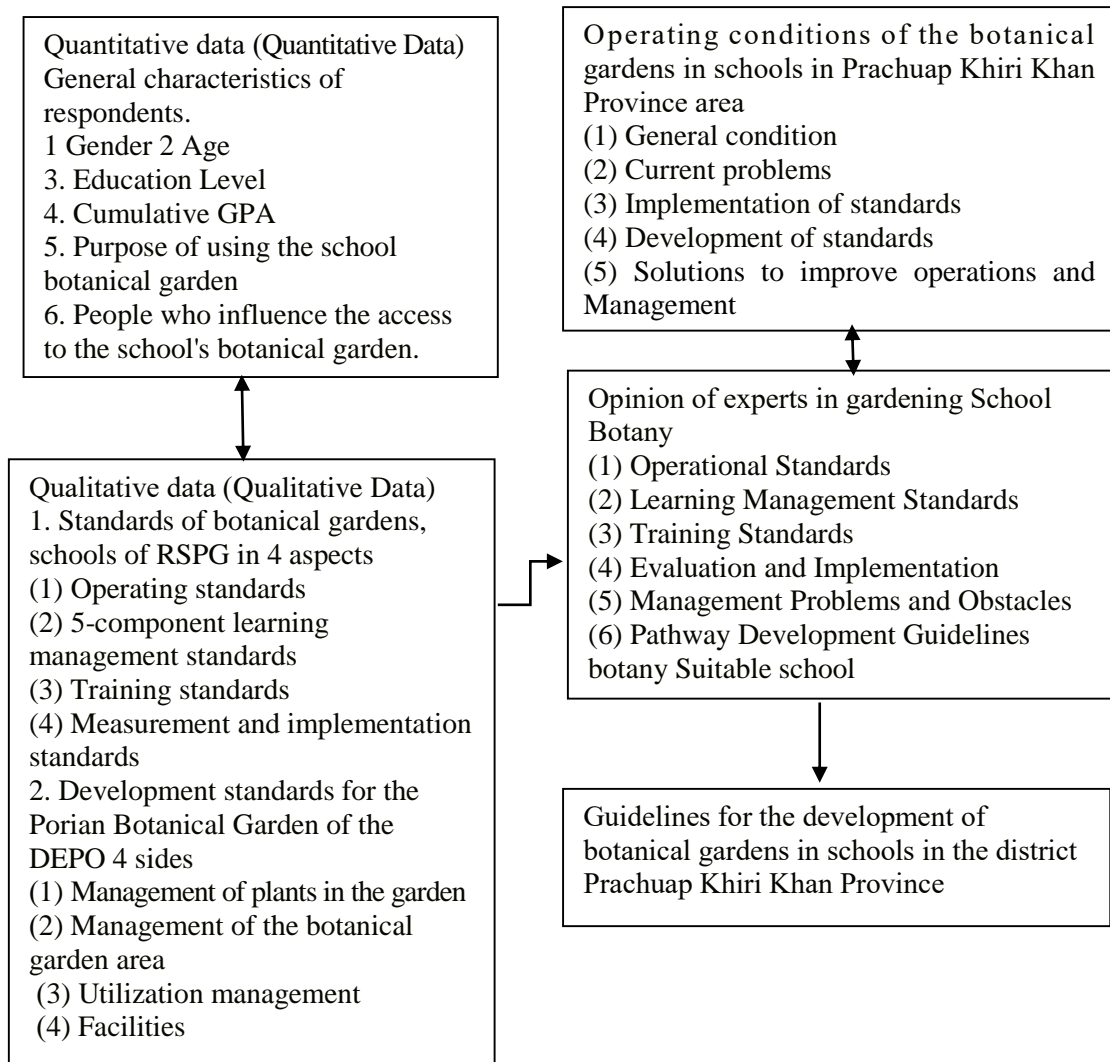 Quantitative data (Quantitative Data)
General characteristics of
respondents.
1 Gender 2 Age
3. Education Level
4. Cumulative GPA
5. Purpose of using the school
botanical garden
6. People who influence the access
to the school's botanical garden.
Qualitative data (Qualitative Data)
1. Standards of botanical gardens,
schools of RSPG in 4 aspects
(1) Operating standards
(2) 5-component learning
management standards
(3) Training standards
(4) Measurement and implementation
standards
2. Development standards for the
Porian Botanical Garden of the
DEPO 4 sides
(1) Management of plants in the garden
(2) Management of the botanical
garden area
(3) Utilization management
(4) Facilities
Operating conditions of the botanical
gardens in schools in Prachuap Khiri Khan
Province area
(1) General condition
(2) Current problems
(3) Implementation of standards
(4) Development of standards
(5) Solutions to improve operations and
Management
Opinion of experts in gardening School
Botany
(1) Operational Standards
(2) Learning Management Standards
(3) Training Standards
(4) Evaluation and Implementation
(5) Management Problems and Obstacles
(6) Pathway Development Guidelines
botany Suitable school
Guidelines for the development of
botanical gardens in schools in the district
Prachuap Khiri Khan Province